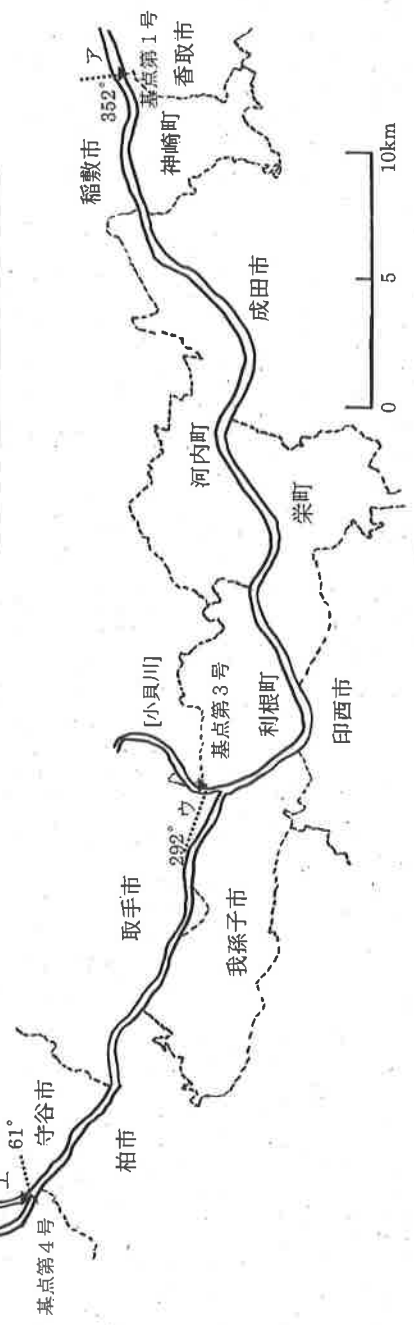 エ
61°
基点第4号
守谷市
柏市
取手市
我孫子市
[小貝川]
292°
ウ
基点第3号
利根町
印西市
河内町
栄町
成田市
稲敷市
神崎町
352°
ア
基点第1号
香取市
0
5
10km